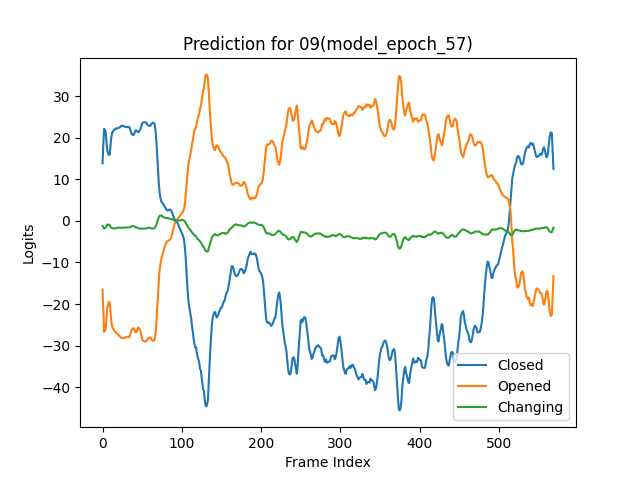 Prediction for 09(model_epoch_57)
30
20
10
0
−10
−20
−30
−40
Logits
0 100 200 300 400 500
Frame Index
Closed
Opened
Changing